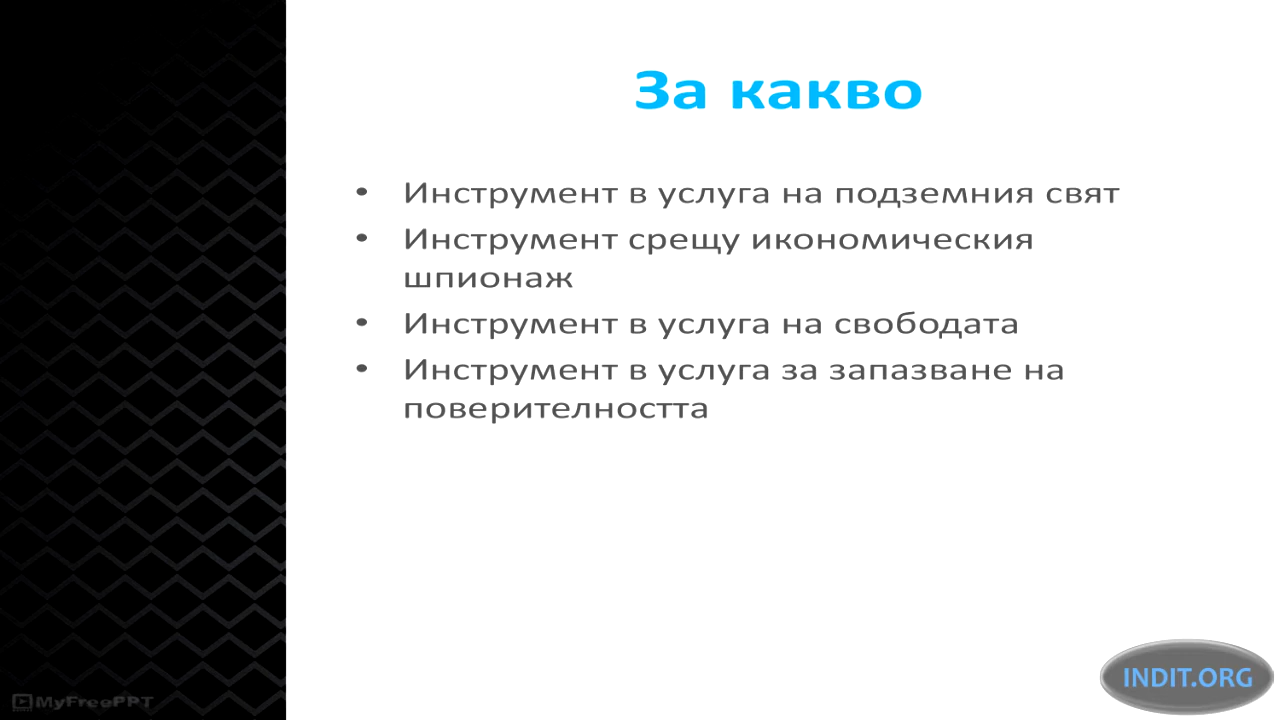 За какво
• Инструмент в услуга на подземния свят
• Инструмент срещу икономическия
шпионаж
• Инструмент в услуга на свободата
• Инструмент в услуга за запазване на
поверителността
INDIT.ORG
MyFreePPT